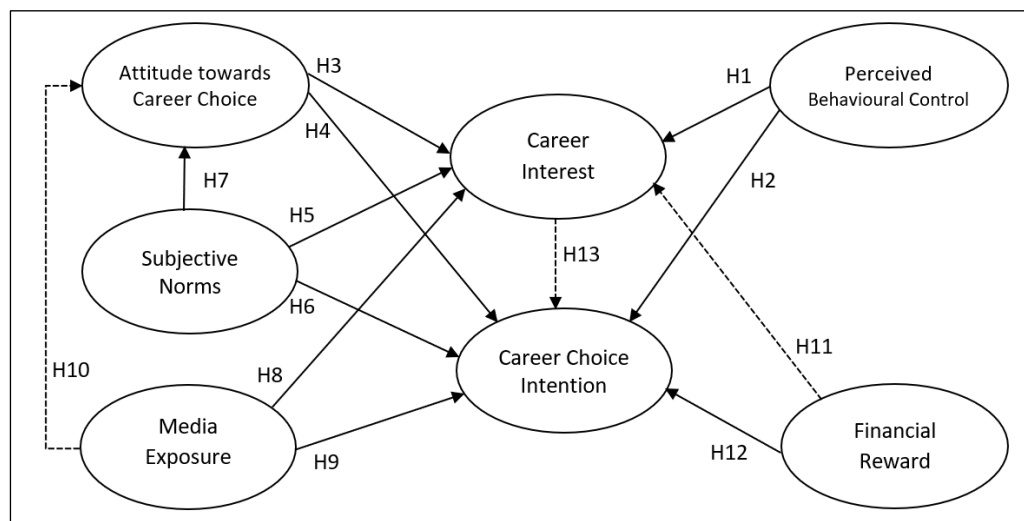 Attitude towards
Career Choice
H3
H4
H1
Perceived
Behavioural Control
Career
Interest
H2
H7
H5
Subjective
Norms
H6
H13
H10
H8
H11
Career Choice
Intention
Media
Exposure
H9
H12
Financial
Reward